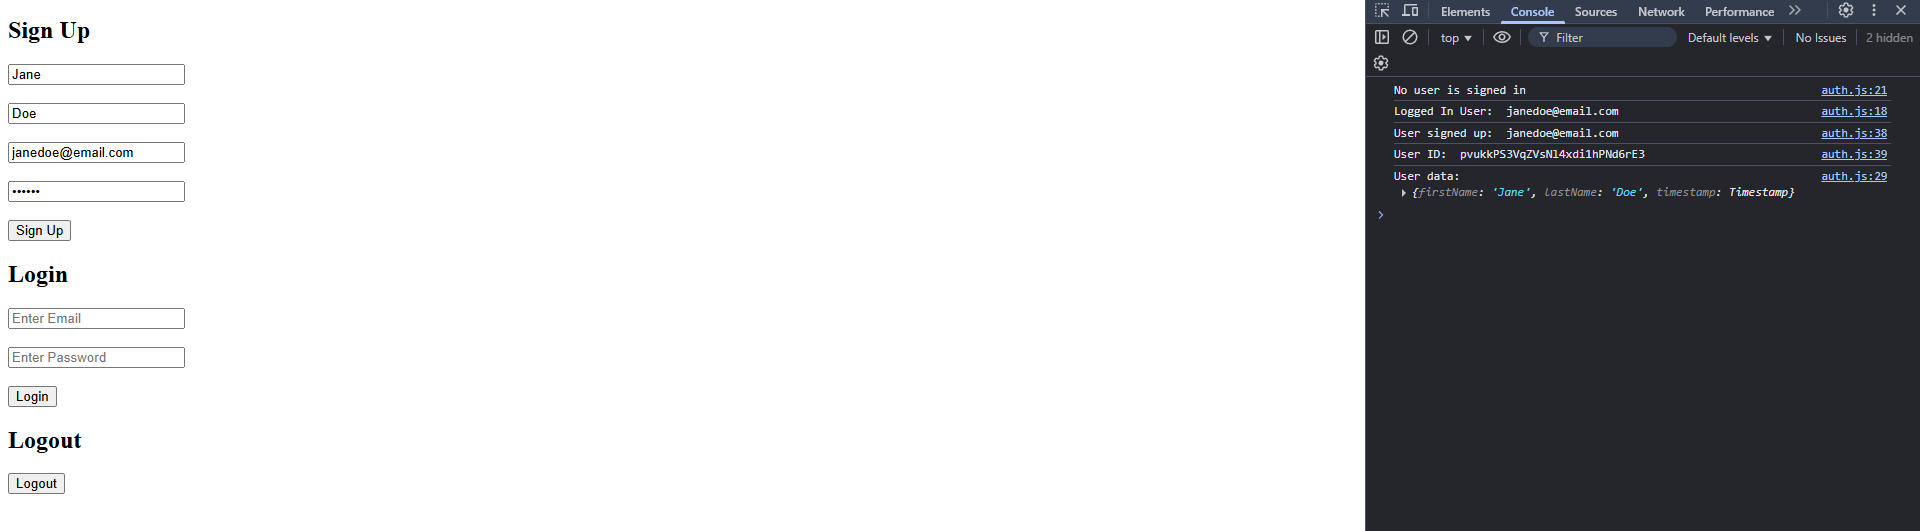 Sign Up
Jane
Doe
janedoe@email.com
••••••
Sign Up
Login
Enter Email
Enter Password
Login
Logout
Logout
Elements Console Sources Network Performance
top Filter Default levels No Issues 2 hidden
No user is signed in auth.js:21
Logged In User:  janedoe@email.com auth.js:18
User signed up:  janedoe@email.com auth.js:38
User ID:  pvukkPS3VqZVsNl4xdi1hPNd6rE3 auth.js:39
User data: auth.js:29
{firstName: 'Jane', lastName: 'Doe', timestamp: Timestamp}